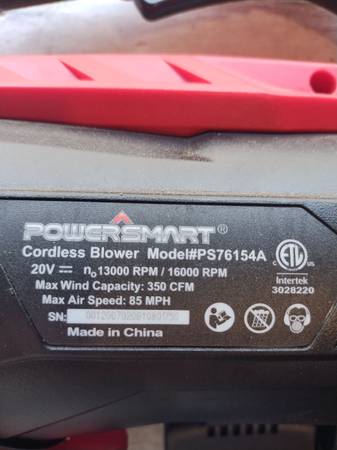 POWERSMART
Cordless Blower Model#PS76154A
20V ⎓ n₀13000 RPM / 16000 RPM
Max Wind Capacity: 350 CFM
Max Air Speed: 85 MPH
SN:
Made in China
ETL
Intertek
3028220